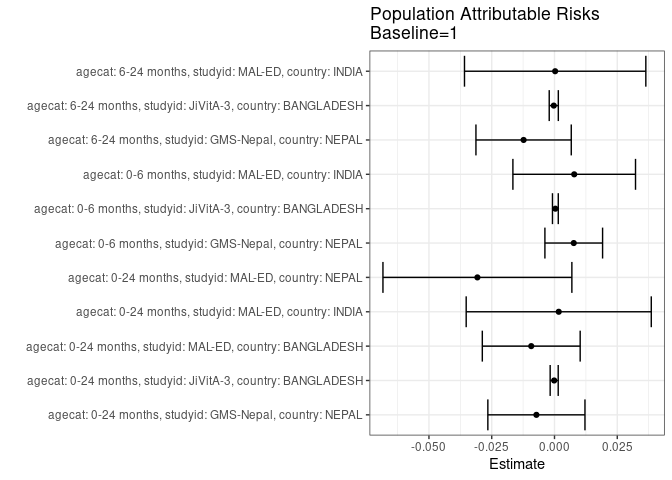 Population Attributable Risks
Baseline=1
agecat: 6-24 months, studyid: MAL-ED, country: INDIA
agecat: 6-24 months, studyid: JiVitA-3, country: BANGLADESH
agecat: 6-24 months, studyid: GMS-Nepal, country: NEPAL
agecat: 0-6 months, studyid: MAL-ED, country: INDIA
agecat: 0-6 months, studyid: JiVitA-3, country: BANGLADESH
agecat: 0-6 months, studyid: GMS-Nepal, country: NEPAL
agecat: 0-24 months, studyid: MAL-ED, country: NEPAL
agecat: 0-24 months, studyid: MAL-ED, country: INDIA
agecat: 0-24 months, studyid: MAL-ED, country: BANGLADESH
agecat: 0-24 months, studyid: JiVitA-3, country: BANGLADESH
agecat: 0-24 months, studyid: GMS-Nepal, country: NEPAL
-0.050 -0.025 0.000 0.025
Estimate